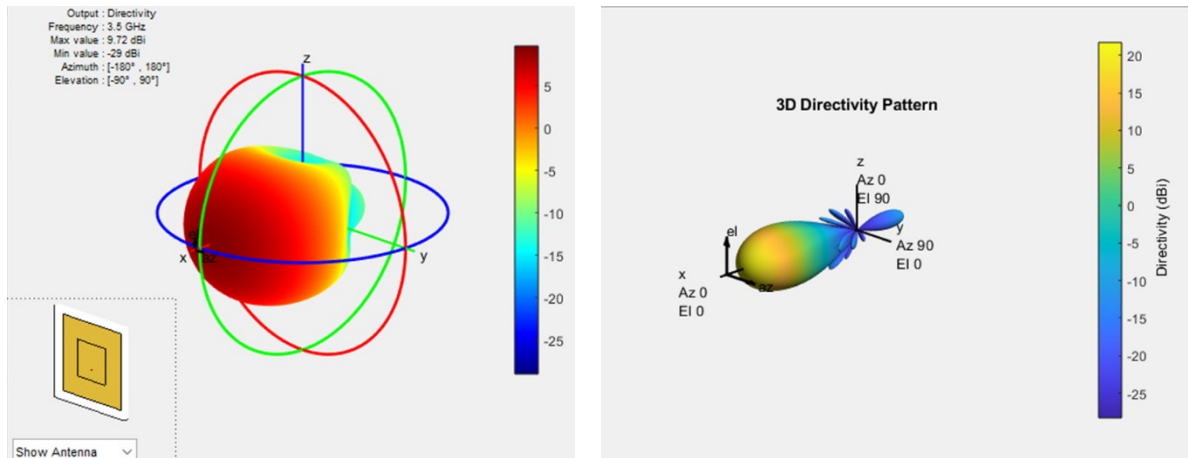 Output : Directivity
Frequency : 3.5 GHz
Max value : 9.72 dBi
Min value : -29 dBi
Azimuth : [-180° , 180°]
Elevation : [-90° , 90°]
z
x
az
y
5
0
-5
-10
-15
-20
-25
Show Antenna
3D Directivity Pattern
z
Az 0
El 90
y
Az 90
El 0
el
az
x
Az 0
El 0
20
15
10
5
0
-5
-10
-15
-20
-25
Directivity (dBi)